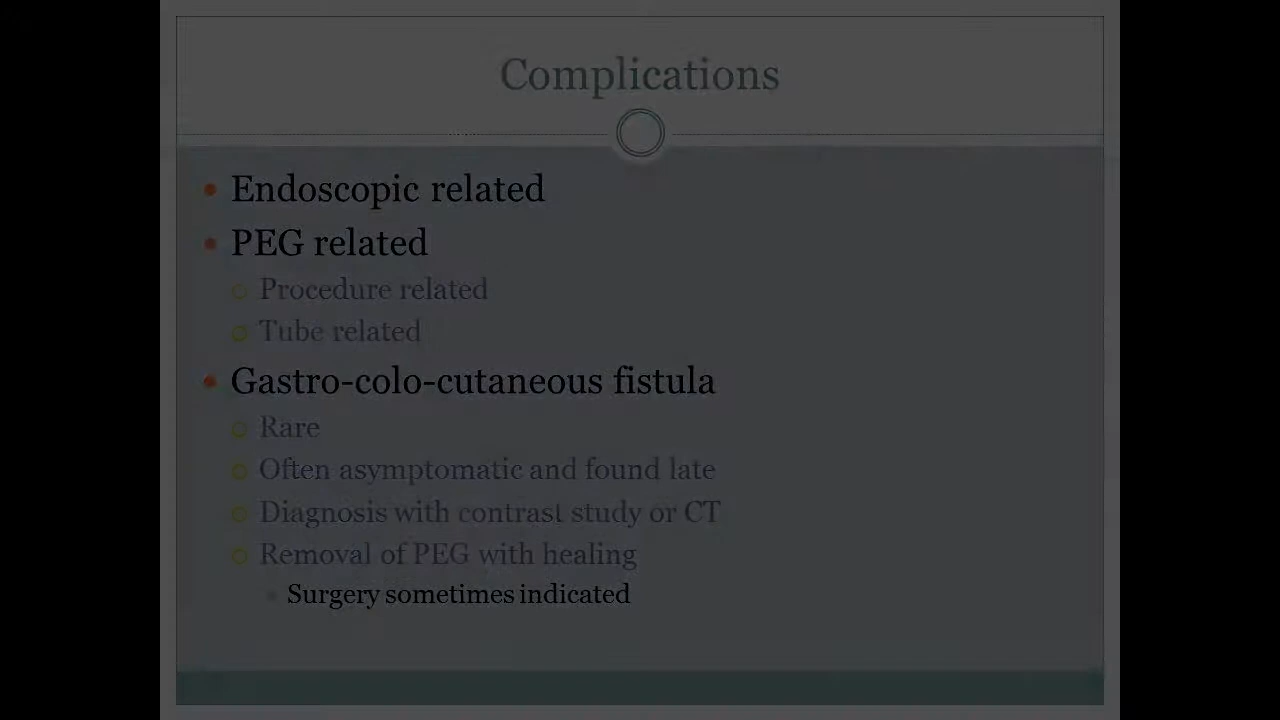 Complications
Endoscopic related
PEG related
Procedure related
Tube related
Gastro-colo-cutaneous fistula
Rare
Often asymptomatic and found late
Diagnosis with contrast study or CT
Removal of PEG with healing
Surgery sometimes indicated